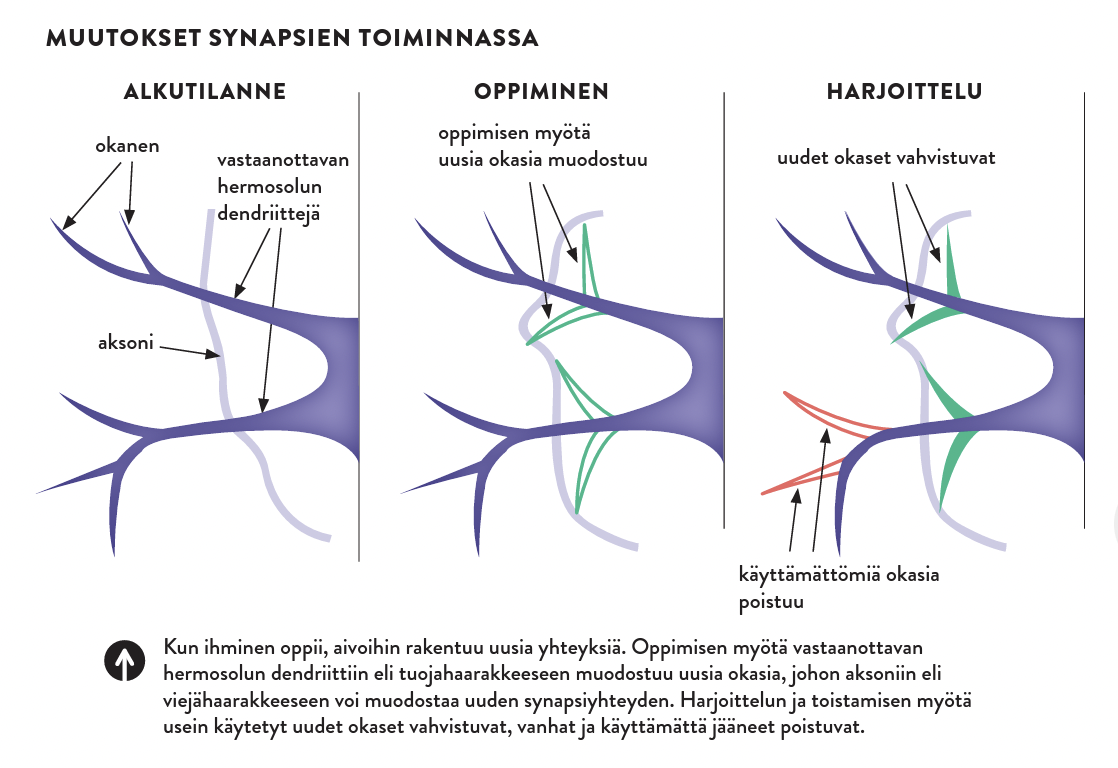 MUUTOKSET SYNAPSIEN TOIMINNASSA
ALKUTILANNE
okanen
vastaanottavan
hermosolun
dendriittejä
aksoni
OPPIMINEN
oppimisen myötä
uusia okasia muodostuu
HARJOITTELU
uudet okaset vahvistuvat
käyttämättömiä okasia
poistuu
Kun ihminen oppii, aivoihin rakentuu uusia yhteyksiä. Oppimisen myötä vastaanottavan
hermosolun dendriittiin eli tuojahaarakkeeseen muodostuu uusia okasia, johon aksoniin eli
viejähaarakkeeseen voi muodostaa uuden synapsiyhteyden. Harjoittelun ja toistamisen myötä
usein käytetyt uudet okaset vahvistuvat, vanhat ja käyttämättä jääneet poistuvat.